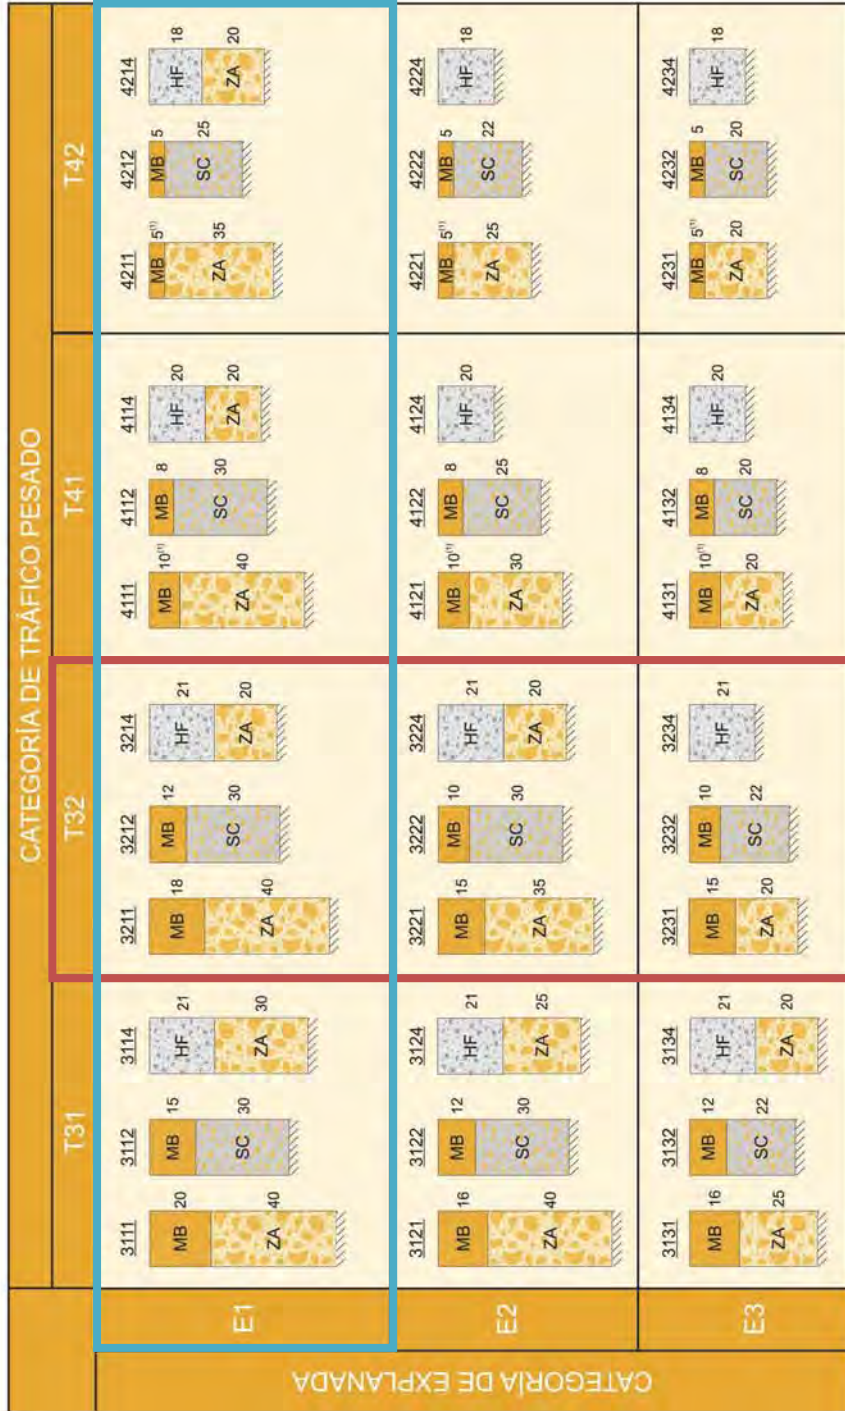 CATEGORÍA DE TRÁFICO PESADO
T31 T32 T41 T42
CATEGORÍA DE EXPLANADA
E1
3111 3112 3114 3211 3212 3214 4111 4112 4114 4211 4212 4214
MB 20 MB 15 HF 21 MB 18 MB 12 HF 21 MB 10(1) MB 8 HF 20 MB 5(1) MB 5 HF 18
ZA 40 SC 30 ZA 30 ZA 40 SC 30 ZA 20 ZA 40 SC 30 ZA 20 ZA 35 SC 25 ZA 20
E2
3121 3122 3124 3221 3222 3224 4121 4122 4124 4221 4222 4224
MB 16 MB 12 HF 21 MB 15 MB 10 HF 21 MB 10(1) MB 8 HF 20 MB 5(1) MB 5 HF 18
ZA 40 SC 30 ZA 25 ZA 35 SC 30 ZA 20 ZA 30 SC 25 ZA 25 SC 22
E3
3131 3132 3134 3231 3232 3234 4131 4132 4134 4231 4232 4234
MB 16 MB 12 HF 21 MB 15 MB 10 HF 21 MB 10(1) MB 8 HF 20 MB 5(1) MB 5 HF 18
ZA 25 SC 22 ZA 20 ZA 20 SC 22 ZA 20 SC 20 ZA 20 SC 20